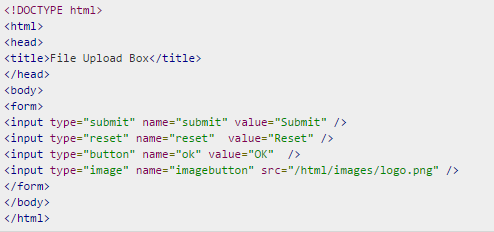 <!DOCTYPE html>
<html>
<head>
<title>File Upload Box</title>
</head>
<body>
<form>
<input type="submit" name="submit" value="Submit" />
<input type="reset" name="reset"  value="Reset" />
<input type="button" name="ok" value="OK"  />
<input type="image" name="imagebutton" src="/html/images/logo.png" />
</form>
</body>
</html>